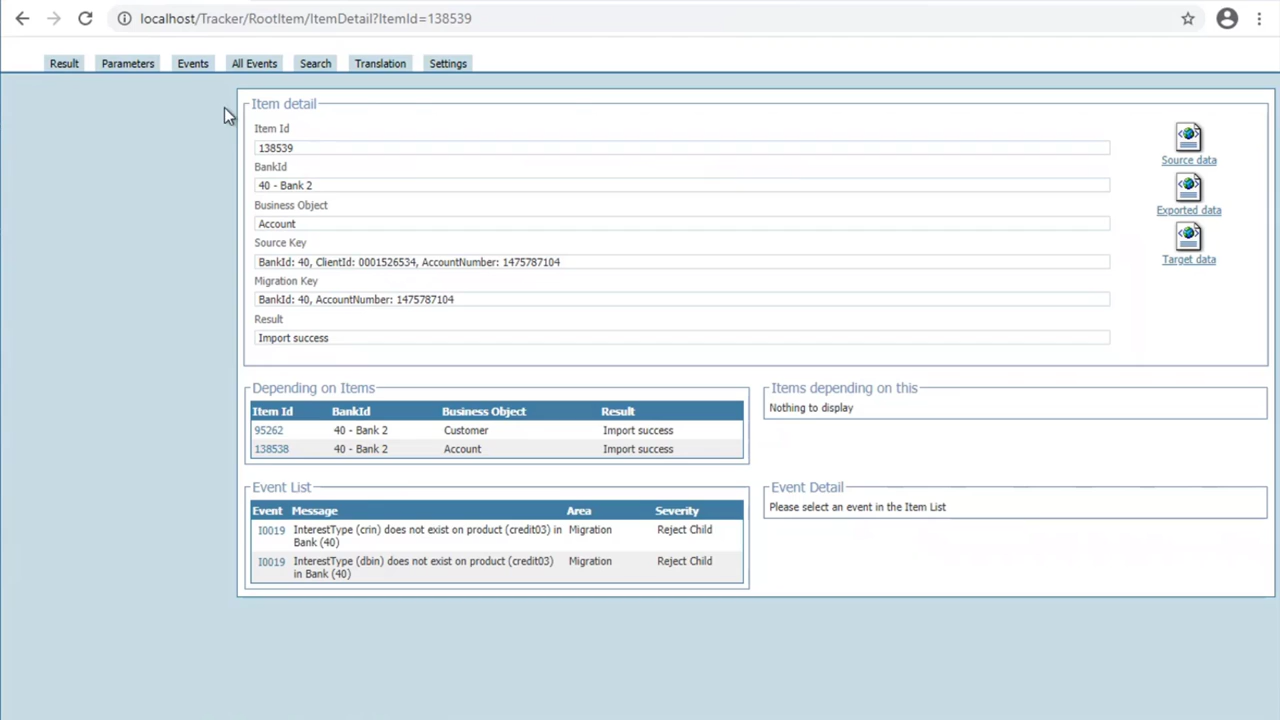 localhost/Tracker/RootItem/ItemDetail?ItemId=138539
Result Parameters Events All Events Search Translation Settings
Item detail
Item Id
138539
BankId
40 - Bank 2
Business Object
Account
Source Key
BankId: 40, ClientId: 0001526534, AccountNumber: 1475787104
Migration Key
BankId: 40, AccountNumber: 1475787104
Result
Import success
Source data
Exported data
Target data
Depending on Items
Item Id BankId Business Object Result
95262 40 - Bank 2 Customer Import success
138538 40 - Bank 2 Account Import success
Items depending on this
Nothing to display
Event List
Event Message Area Severity
I0019 InterestType (crin) does not exist on product (credit03) in Migration Reject Child
Bank (40)
I0019 InterestType (dbin) does not exist on product (credit03) Migration Reject Child
in Bank (40)
Event Detail
Please select an event in the Item List